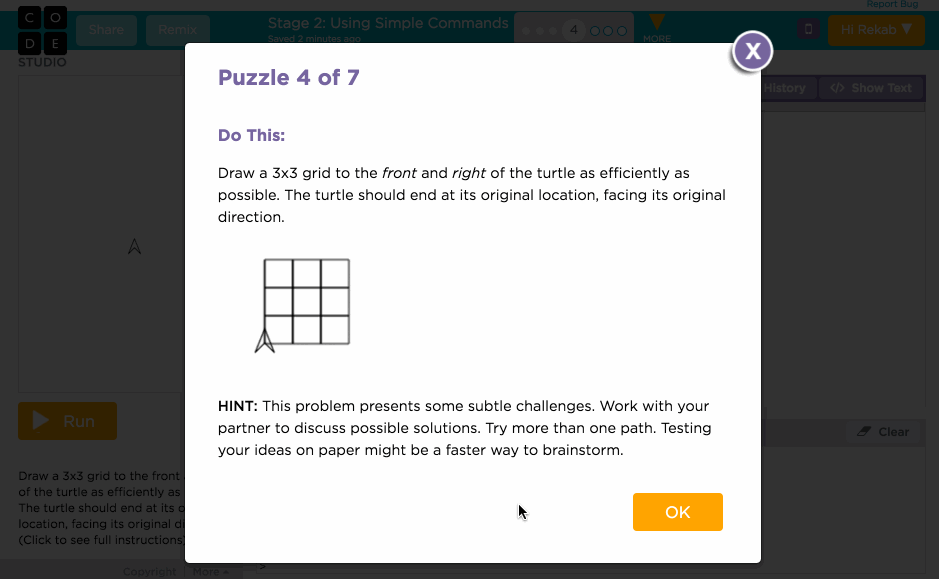 Report Bug
C O
D E
STUDIO
Share
Remix
Stage 2: Using Simple Commands
Saved 2 minutes ago
4
MORE
Hi Rekab ▼
Puzzle 4 of 7
X
History
</> Show Text
Do This:
Draw a 3x3 grid to the front and right of the turtle as efficiently as
possible. The turtle should end at its original location, facing its original
direction.
HINT: This problem presents some subtle challenges. Work with your
partner to discuss possible solutions. Try more than one path. Testing
your ideas on paper might be a faster way to brainstorm.
OK
Run
Clear
Draw a 3x3 grid to the front
of the turtle as efficiently as
The turtle should end at its o
location, facing its original di
(Click to see full instructions)
Copyright | More
>